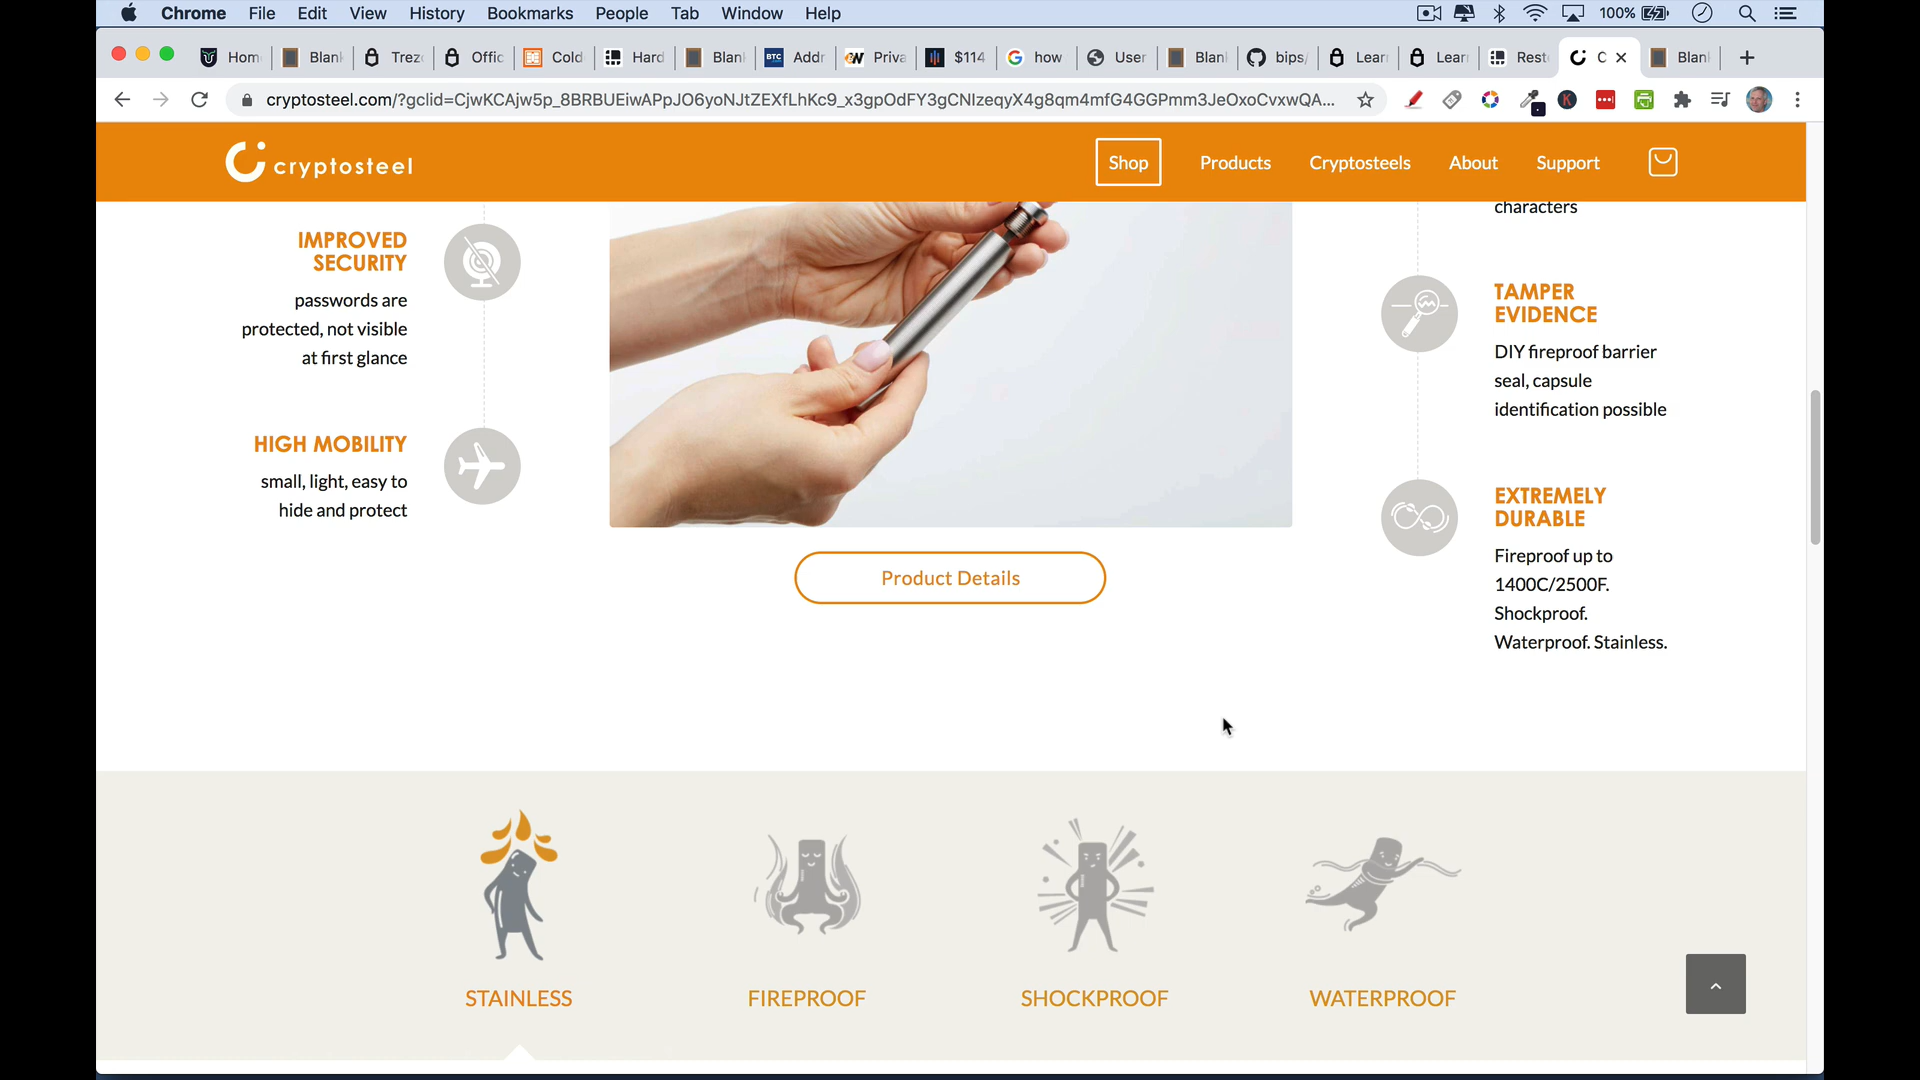 Chrome File Edit View History Bookmarks People Tab Window Help 100%
Hom Blan Trez Offic Cold Hard Blan BTC Addr Priva $114 how User Blan bips/ Lear Lear Rest C Blan
cryptosteel.com/?gclid=CjwKCAjw5p_8BRBUEiwAPpJO6yoNJtZEXfLhKc9_x3gpOdFY3gCNIzeqyX4g8qm4mfG4GGPmm3JeOxoCvxwQA...
cryptosteel
Shop Products Cryptosteels About Support
IMPROVED
SECURITY
passwords are
protected, not visible
at first glance
HIGH MOBILITY
small, light, easy to
hide and protect
Product Details
characters
TAMPER
EVIDENCE
DIY fireproof barrier
seal, capsule
identification possible
EXTREMELY
DURABLE
Fireproof up to
1400C/2500F.
Shockproof.
Waterproof. Stainless.
STAINLESS FIREPROOF SHOCKPROOF WATERPROOF